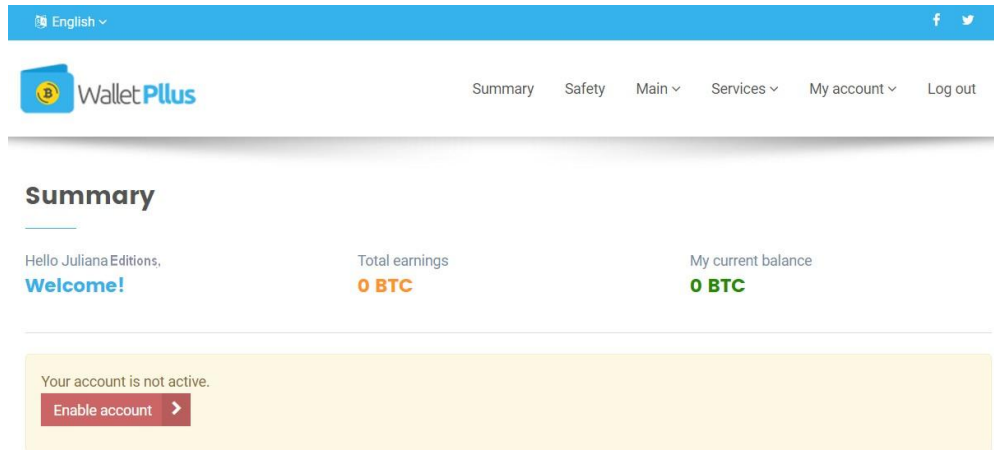 English
Wallet Pllus
Summary Safety Main Services My account Log out
Summary
Hello Juliana Editions,
Welcome!
Total earnings
0 BTC
My current balance
0 BTC
Your account is not active.
Enable account